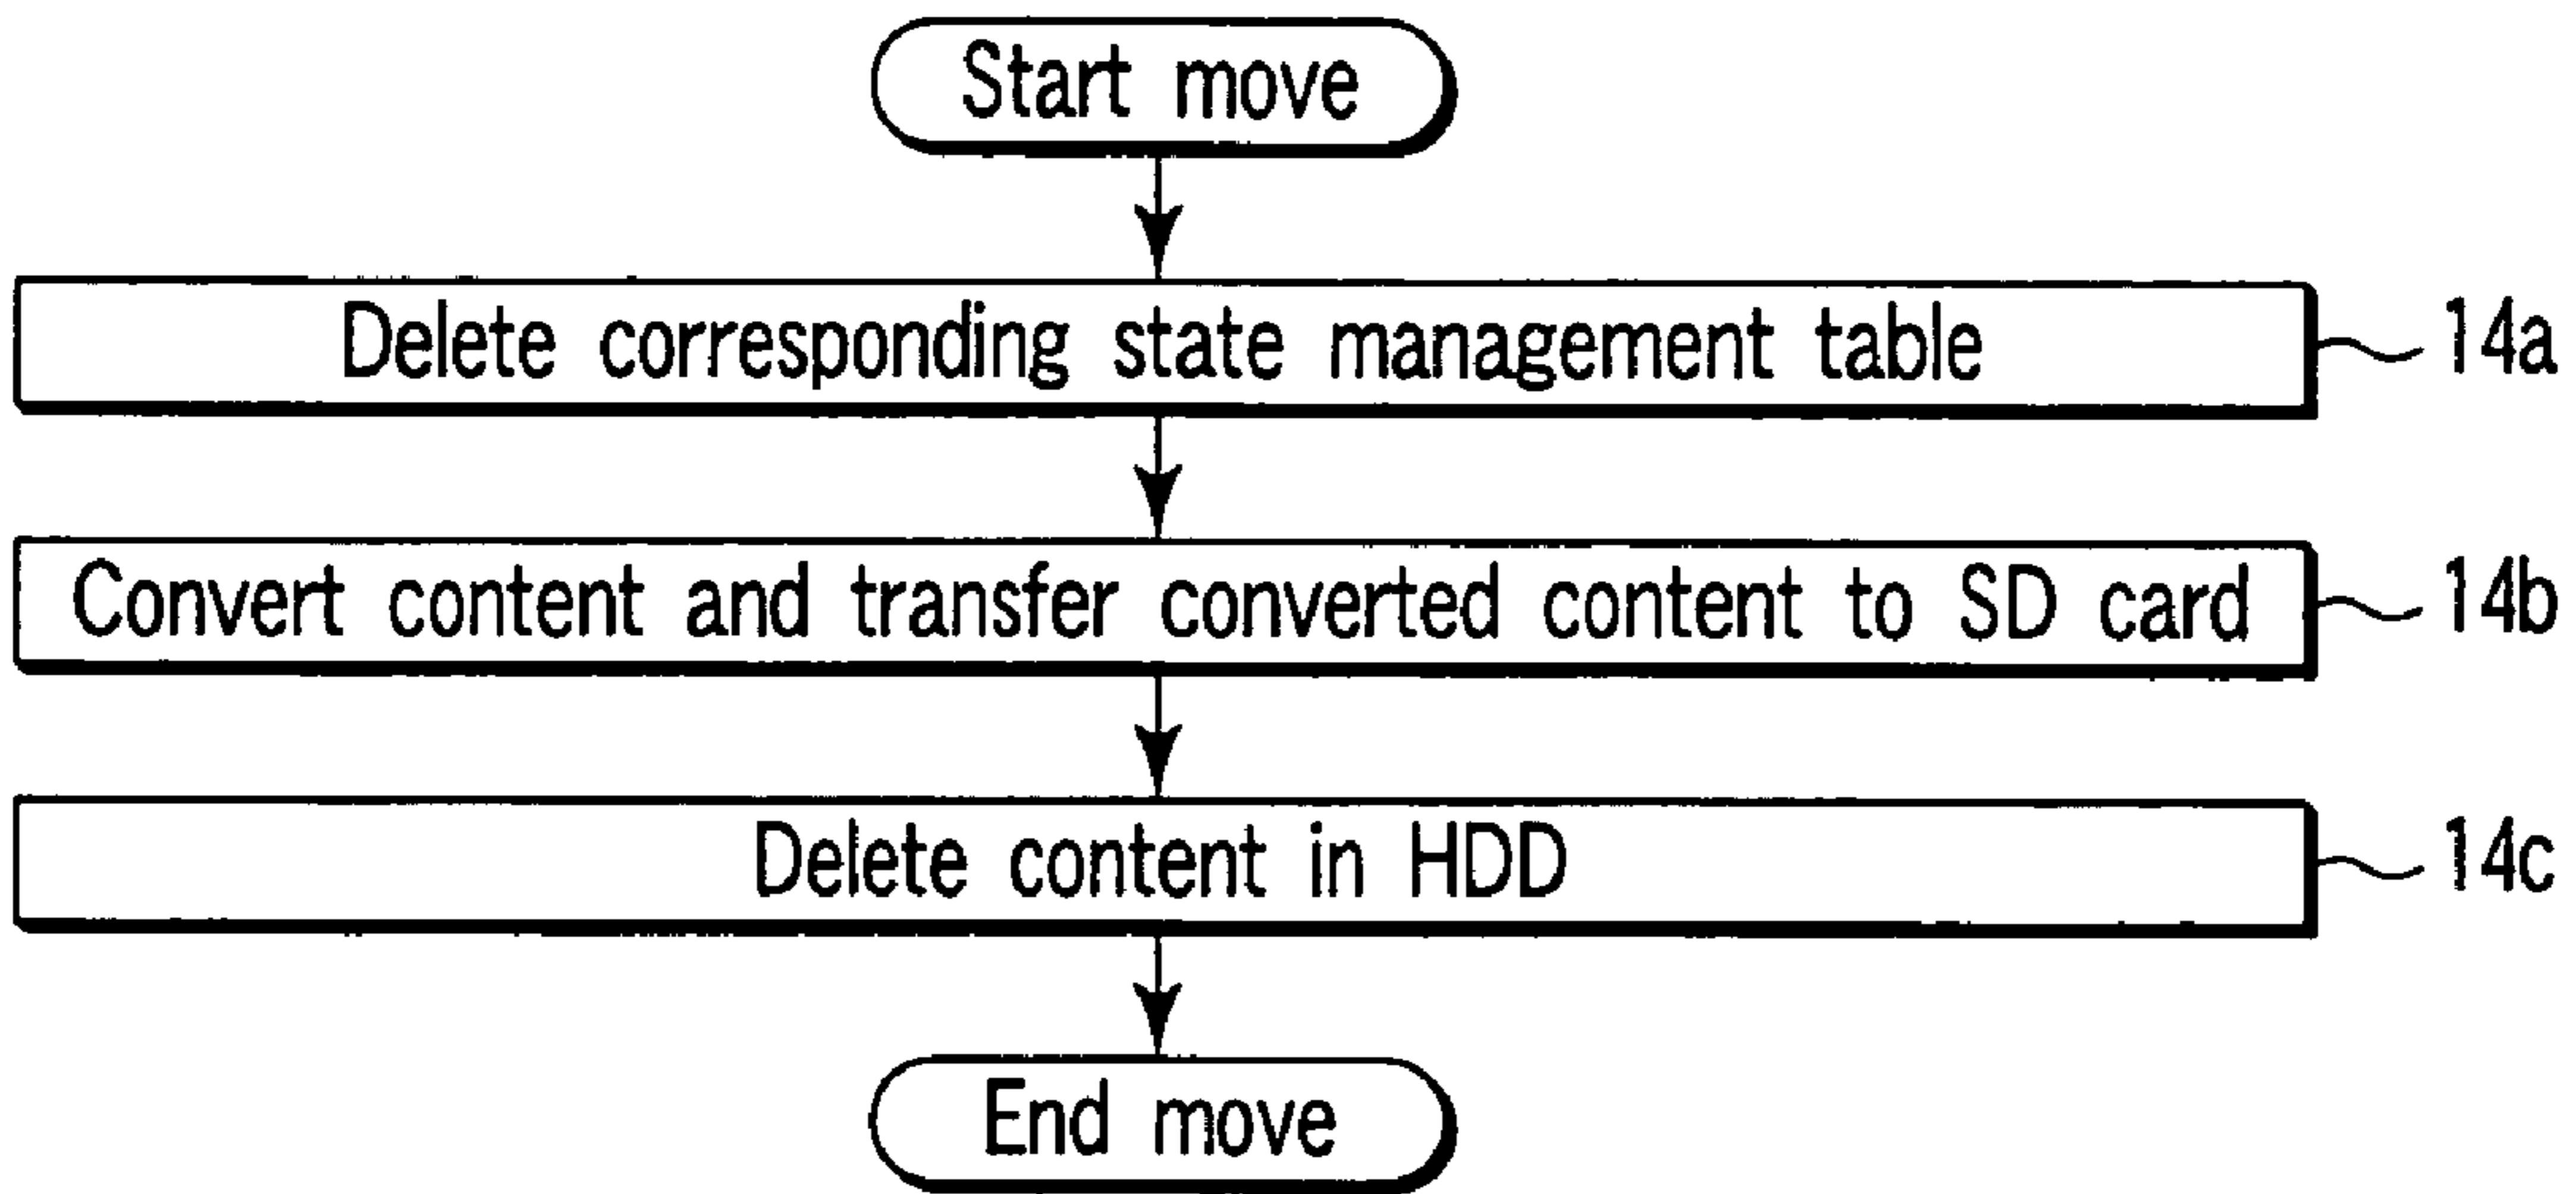 Start move
Delete corresponding state management table 14a
Convert content and transfer converted content to SD card 14b
Delete content in HDD 14c
End move